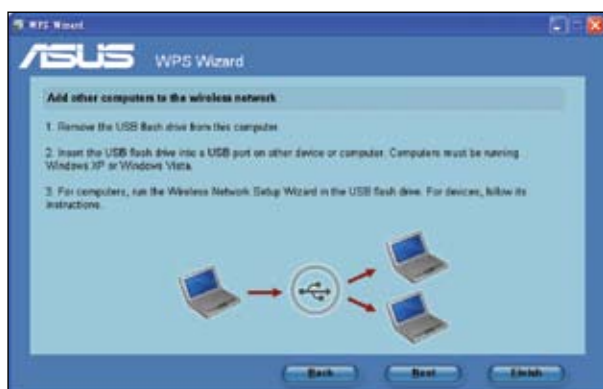 WPS Wizard
ASUS WPS Wizard
Add other computers to the wireless network
1. Remove the USB flash drive from this computer
2. Insert the USB flash drive into a USB port on other device or computer. Computers must be running
Windows XP or Windows Vista.
3. For computers, run the Wireless Network Setup Wizard in the USB flash drive. For devices, follow its
instructions.
Back Next Finish